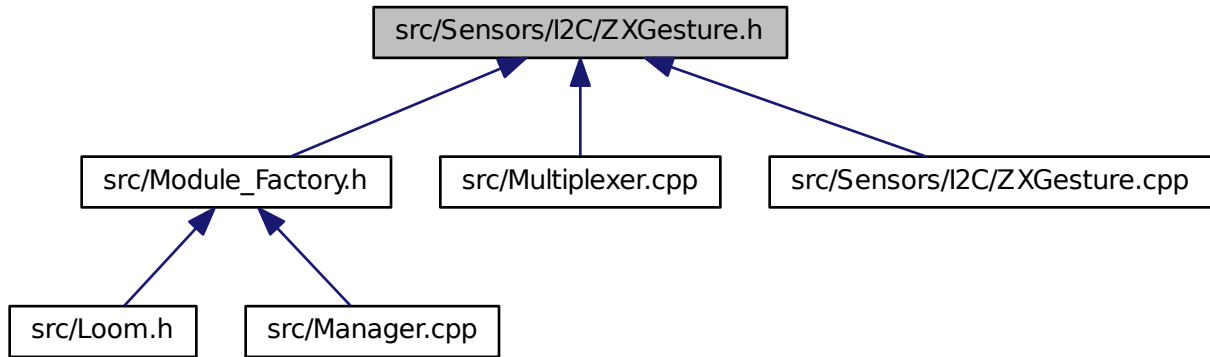 src/Sensors/I2C/ZXGesture.h
src/Module_Factory.h
src/Multiplexer.cpp
src/Sensors/I2C/ZXGesture.cpp
src/Loom.h
src/Manager.cpp